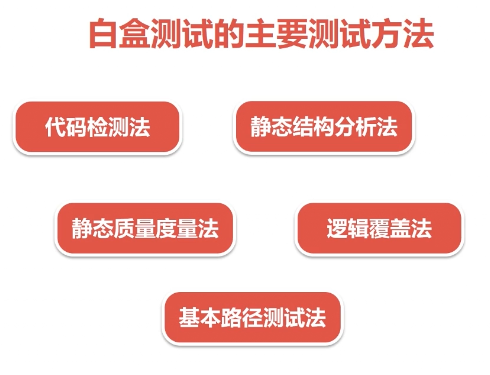 白盒测试的主要测试方法
代码检测法
静态结构分析法
静态质量度量法
逻辑覆盖法
基本路径测试法